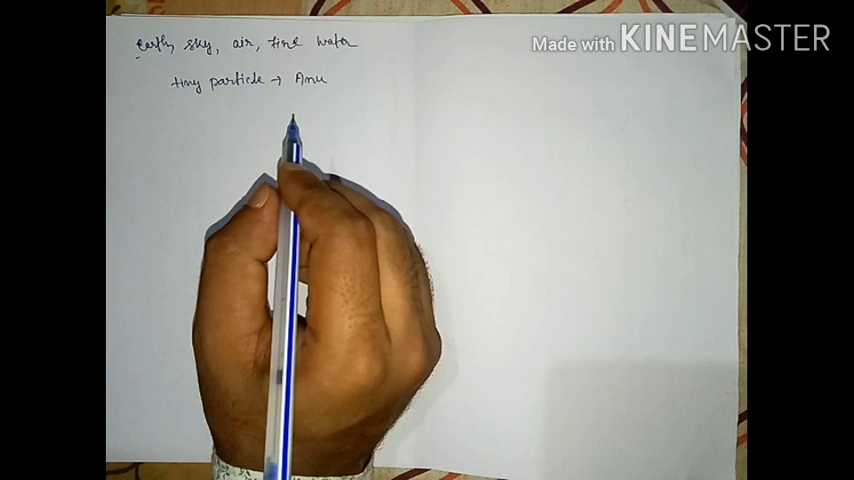 Earth, sky, air, fire water
tiny particle → Anu
Made with KINEMASTER